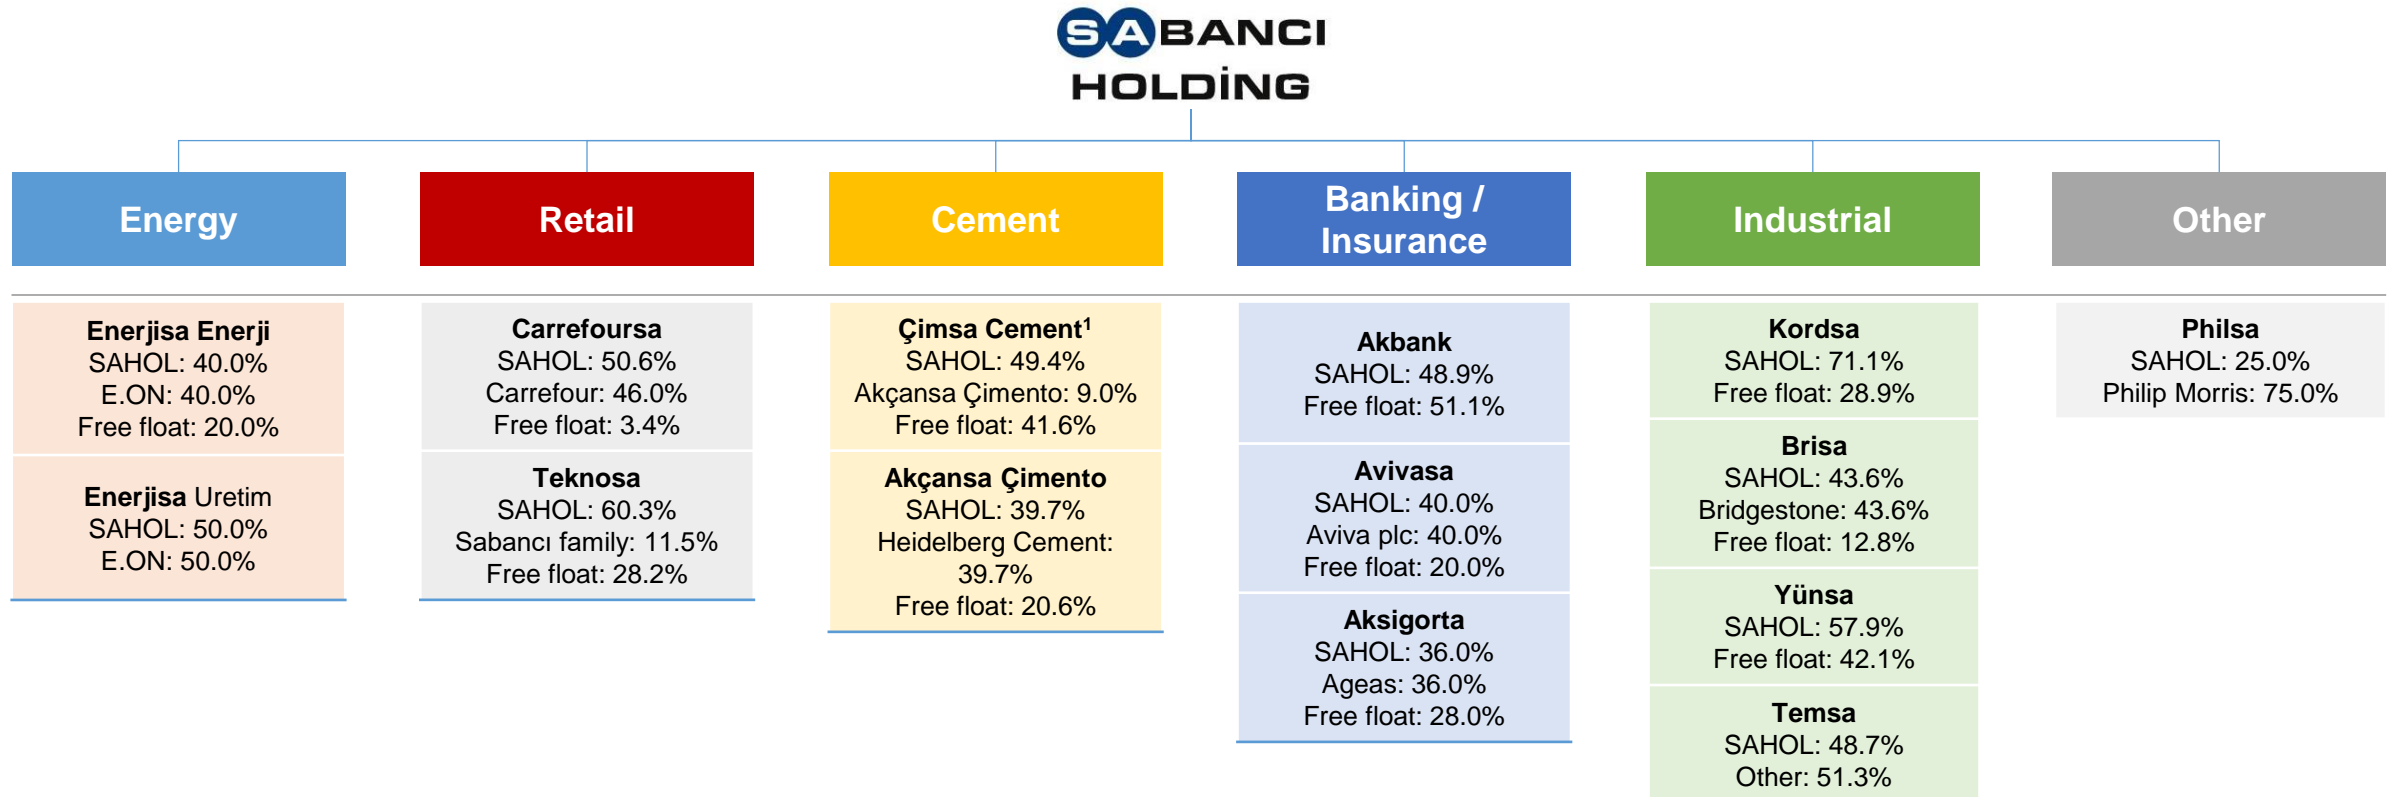 SABANCI
HOLDİNG
Energy
Retail
Cement
Banking /
Insurance
Industrial
Other
Enerjisa Enerji
SAHOL: 40.0%
E.ON: 40.0%
Free float: 20.0%
Enerjisa Uretim
SAHOL: 50.0%
E.ON: 50.0%
Carrefoursa
SAHOL: 50.6%
Carrefour: 46.0%
Free float: 3.4%
Teknosa
SAHOL: 60.3%
Sabancı family: 11.5%
Free float: 28.2%
Çimsa Cement¹
SAHOL: 49.4%
Akçansa Çimento: 9.0%
Free float: 41.6%
Akçansa Çimento
SAHOL: 39.7%
Heidelberg Cement:
39.7%
Free float: 20.6%
Akbank
SAHOL: 48.9%
Free float: 51.1%
Avivasa
SAHOL: 40.0%
Aviva plc: 40.0%
Free float: 20.0%
Aksigorta
SAHOL: 36.0%
Ageas: 36.0%
Free float: 28.0%
Kordsa
SAHOL: 71.1%
Free float: 28.9%
Brisa
SAHOL: 43.6%
Bridgestone: 43.6%
Free float: 12.8%
Yünsa
SAHOL: 57.9%
Free float: 42.1%
Temsa
SAHOL: 48.7%
Other: 51.3%
Philsa
SAHOL: 25.0%
Philip Morris: 75.0%